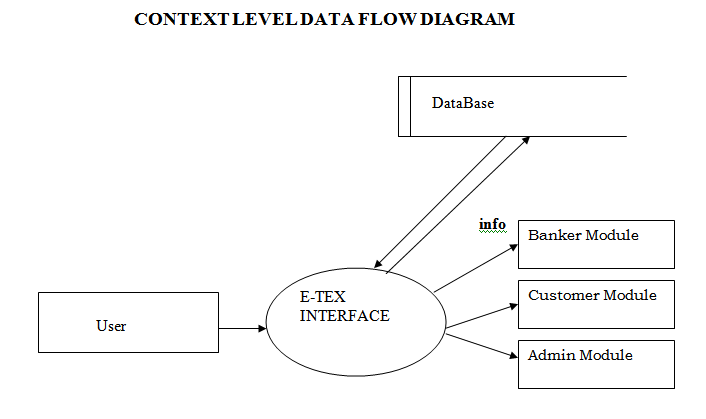 CONTEXT LEVEL DATA FLOW DIAGRAM
DataBase
info
Banker Module
E-TEX
INTERFACE
Customer Module
User
Admin Module